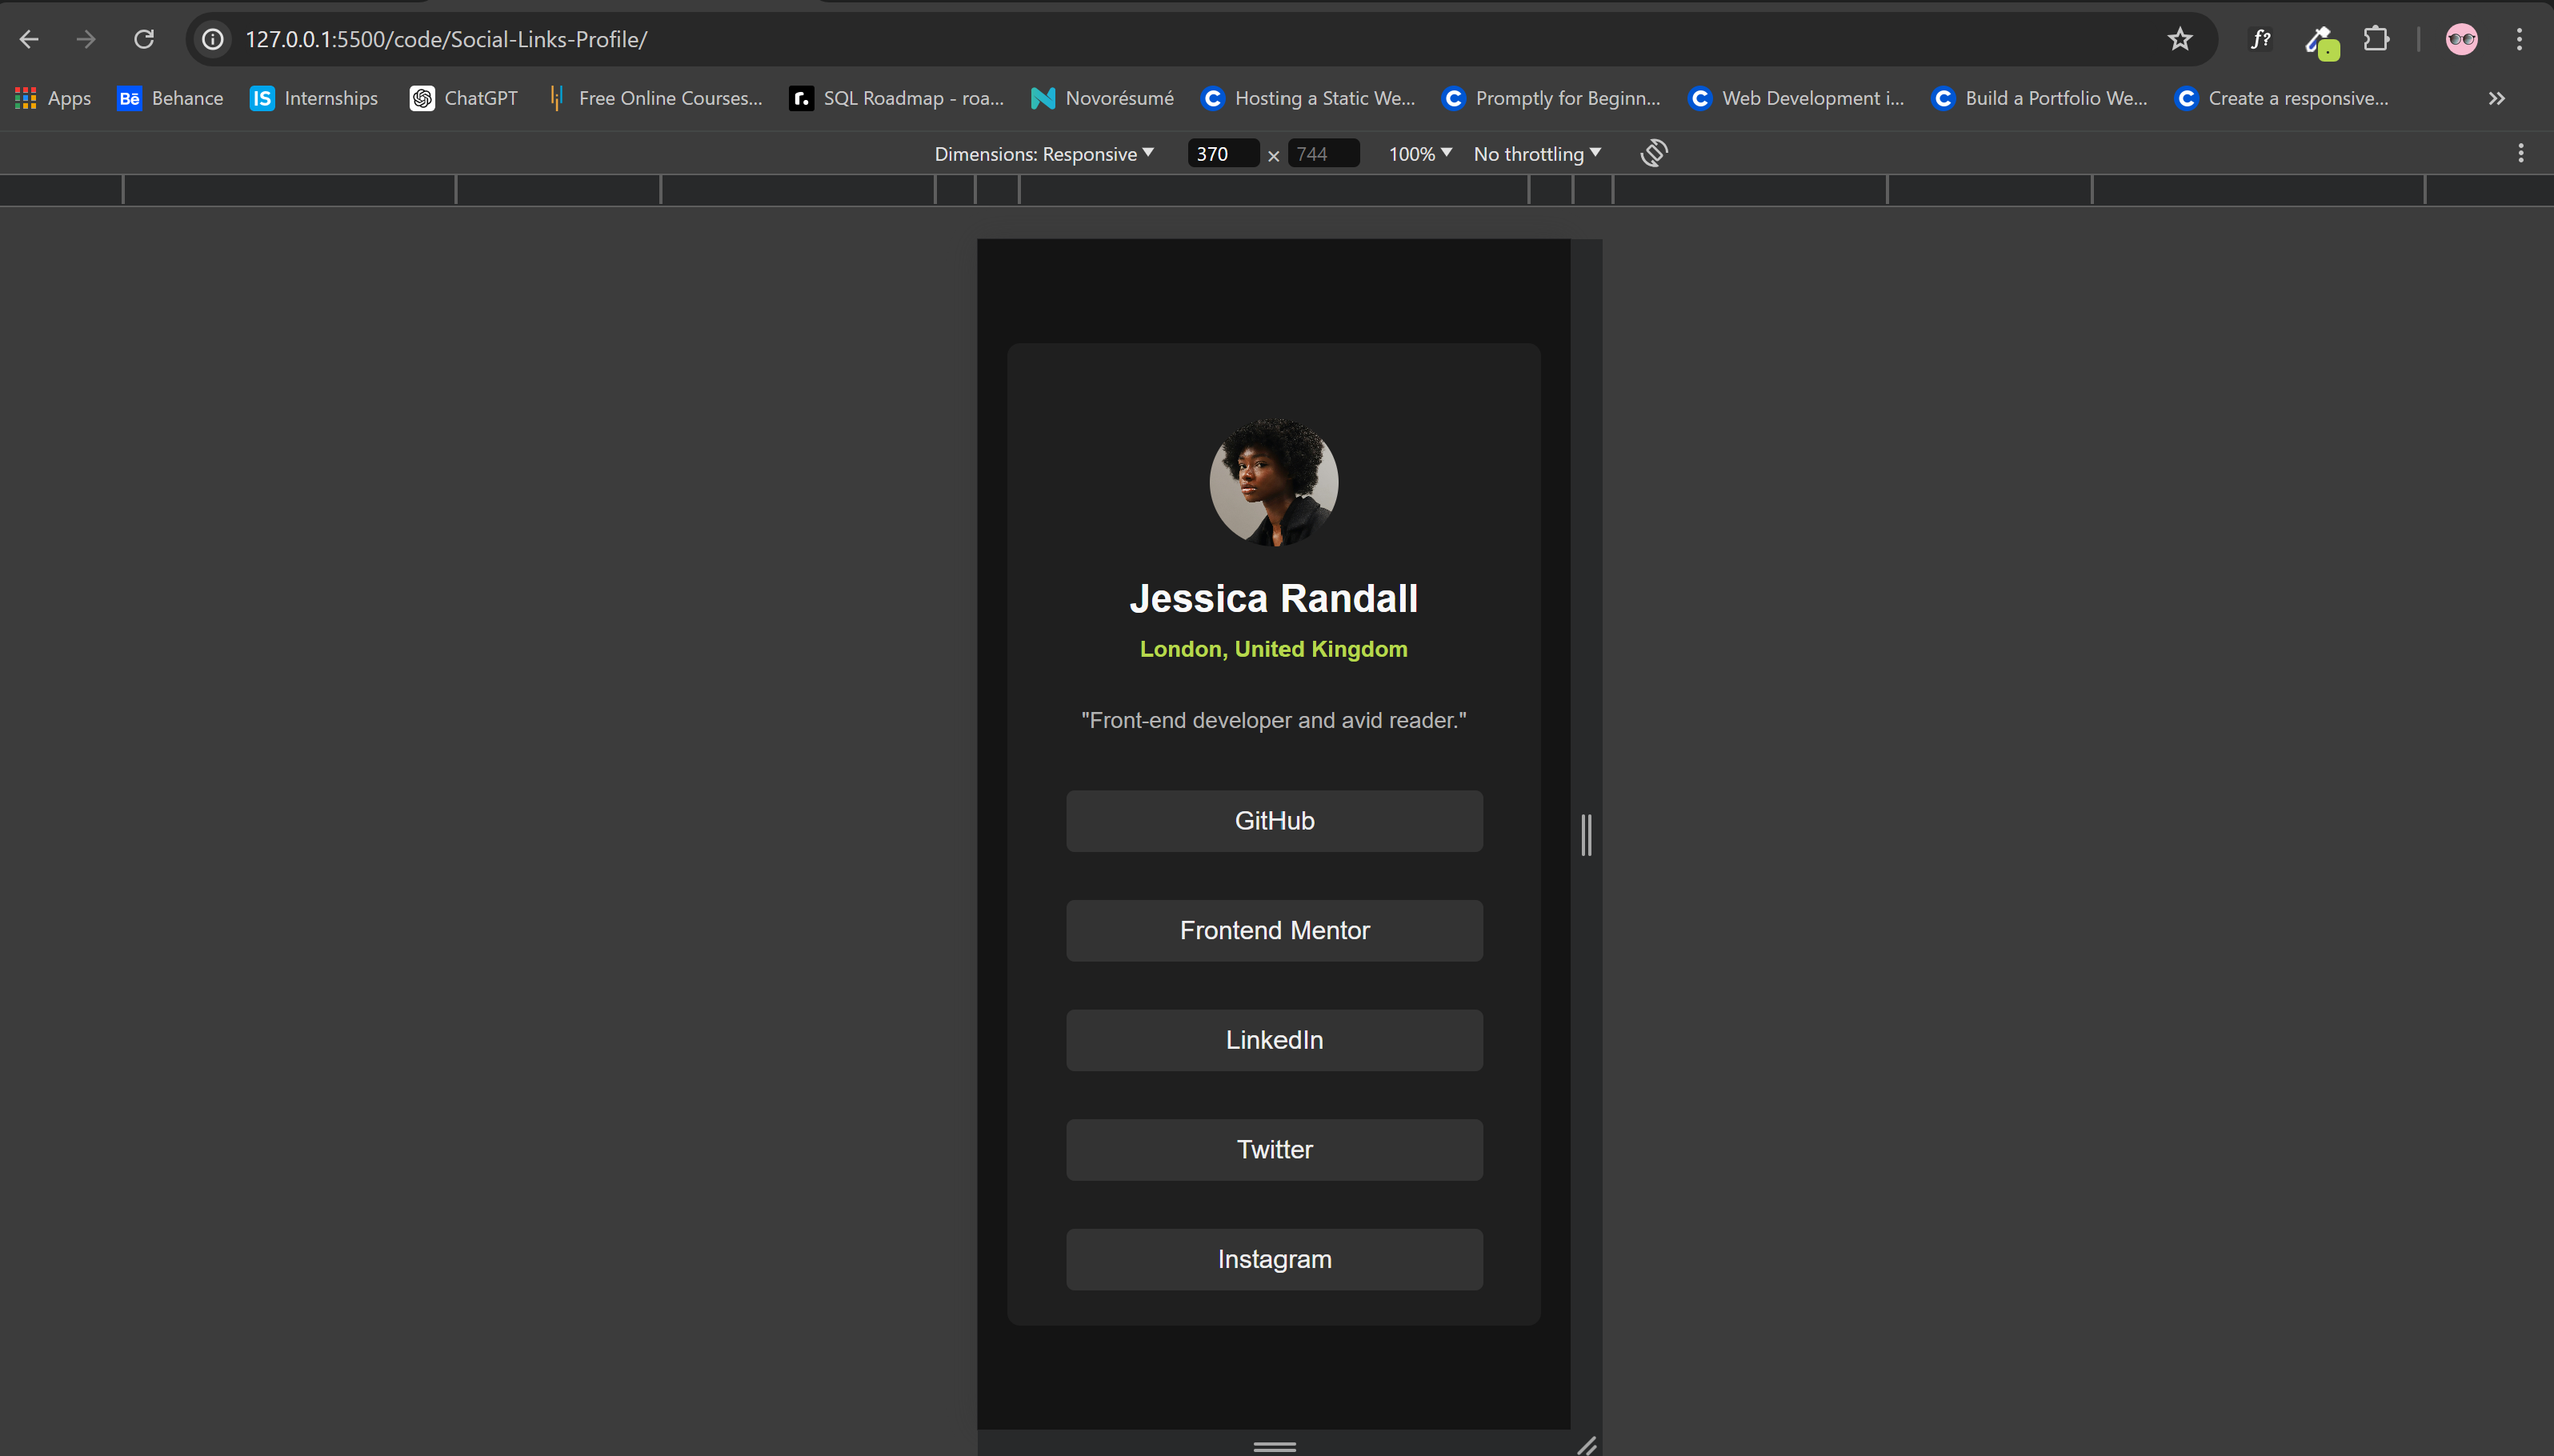 127.0.0.1:5500/code/Social-Links-Profile/
f?
Apps
Bē Behance
IS Internships
ChatGPT
Free Online Courses...
r. SQL Roadmap - roa...
N Novorésumé
C Hosting a Static We...
C Promptly for Beginn...
C Web Development i...
C Build a Portfolio We...
C Create a responsive...
»
Dimensions: Responsive 370 × 744 100% No throttling
Jessica Randall
London, United Kingdom
"Front-end developer and avid reader."
GitHub
Frontend Mentor
LinkedIn
Twitter
Instagram